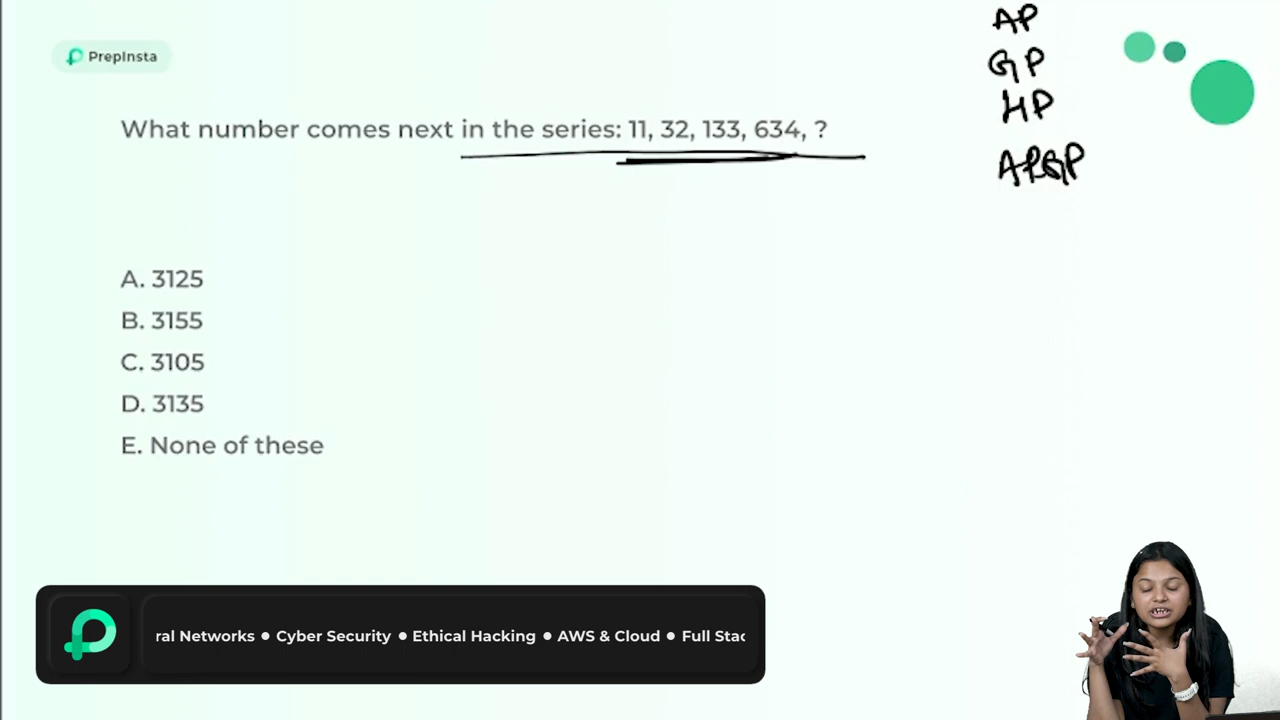 AP
PrepInsta
GP
HP
What number comes next in the series: 11, 32, 133, 634, ?
A. 3125
B. 3155
C. 3105
D. 3135
E. None of these
ral Networks ● Cyber Security ● Ethical Hacking ● AWS & Cloud ● Full Stac